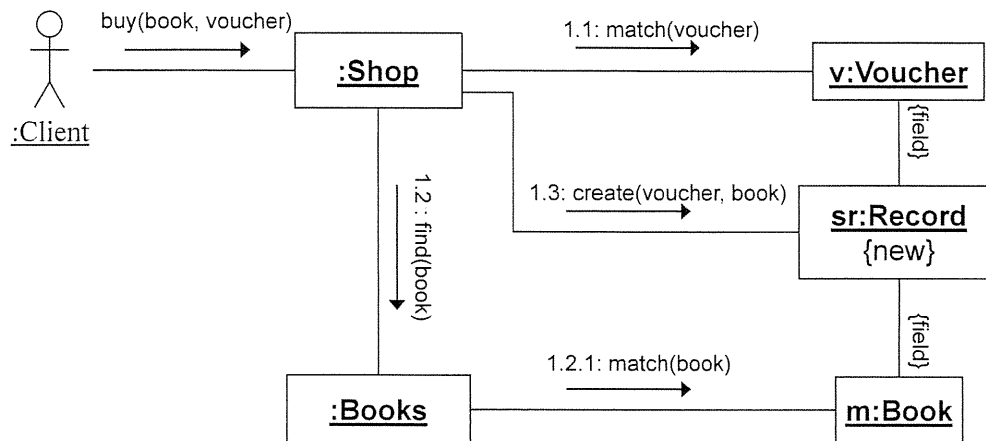 buy(book, voucher)
1.1: match(voucher)
:Shop
v:Voucher
:Client
{field}
1.2 : find(book)
1.3: create(voucher, book)
sr:Record
{new}
{field}
1.2.1: match(book)
:Books
m:Book